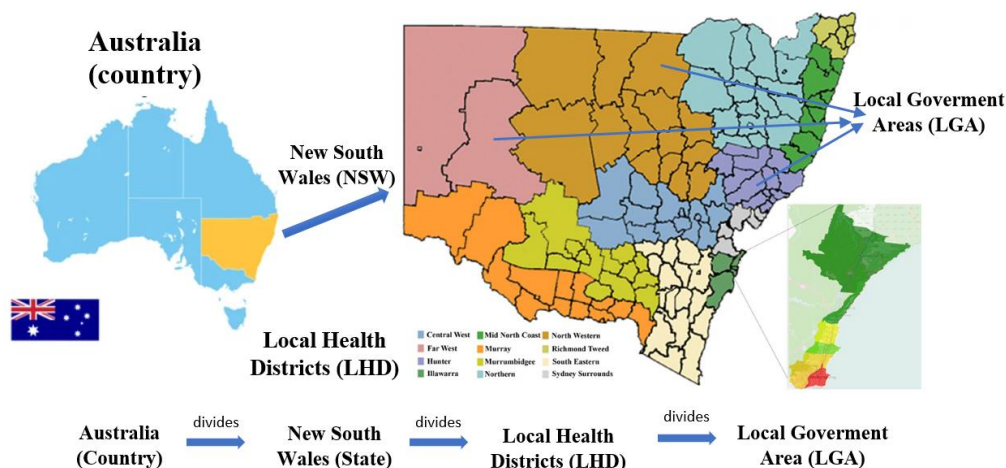 Australia
(country)
New South
Wales (NSW)
Local Goverment
Areas (LGA)
Local Health
Districts (LHD)
Central West
Mid North Coast
North Western
Far West
Murray
Richmond Tweed
Hunter
Murrumbidgee
South Eastern
Illawarra
Northern
Sydney Surrounds
divides
divides
divides
Australia
(Country)
New South
Wales (State)
Local Health
Districts (LHD)
Local Goverment
Area (LGA)